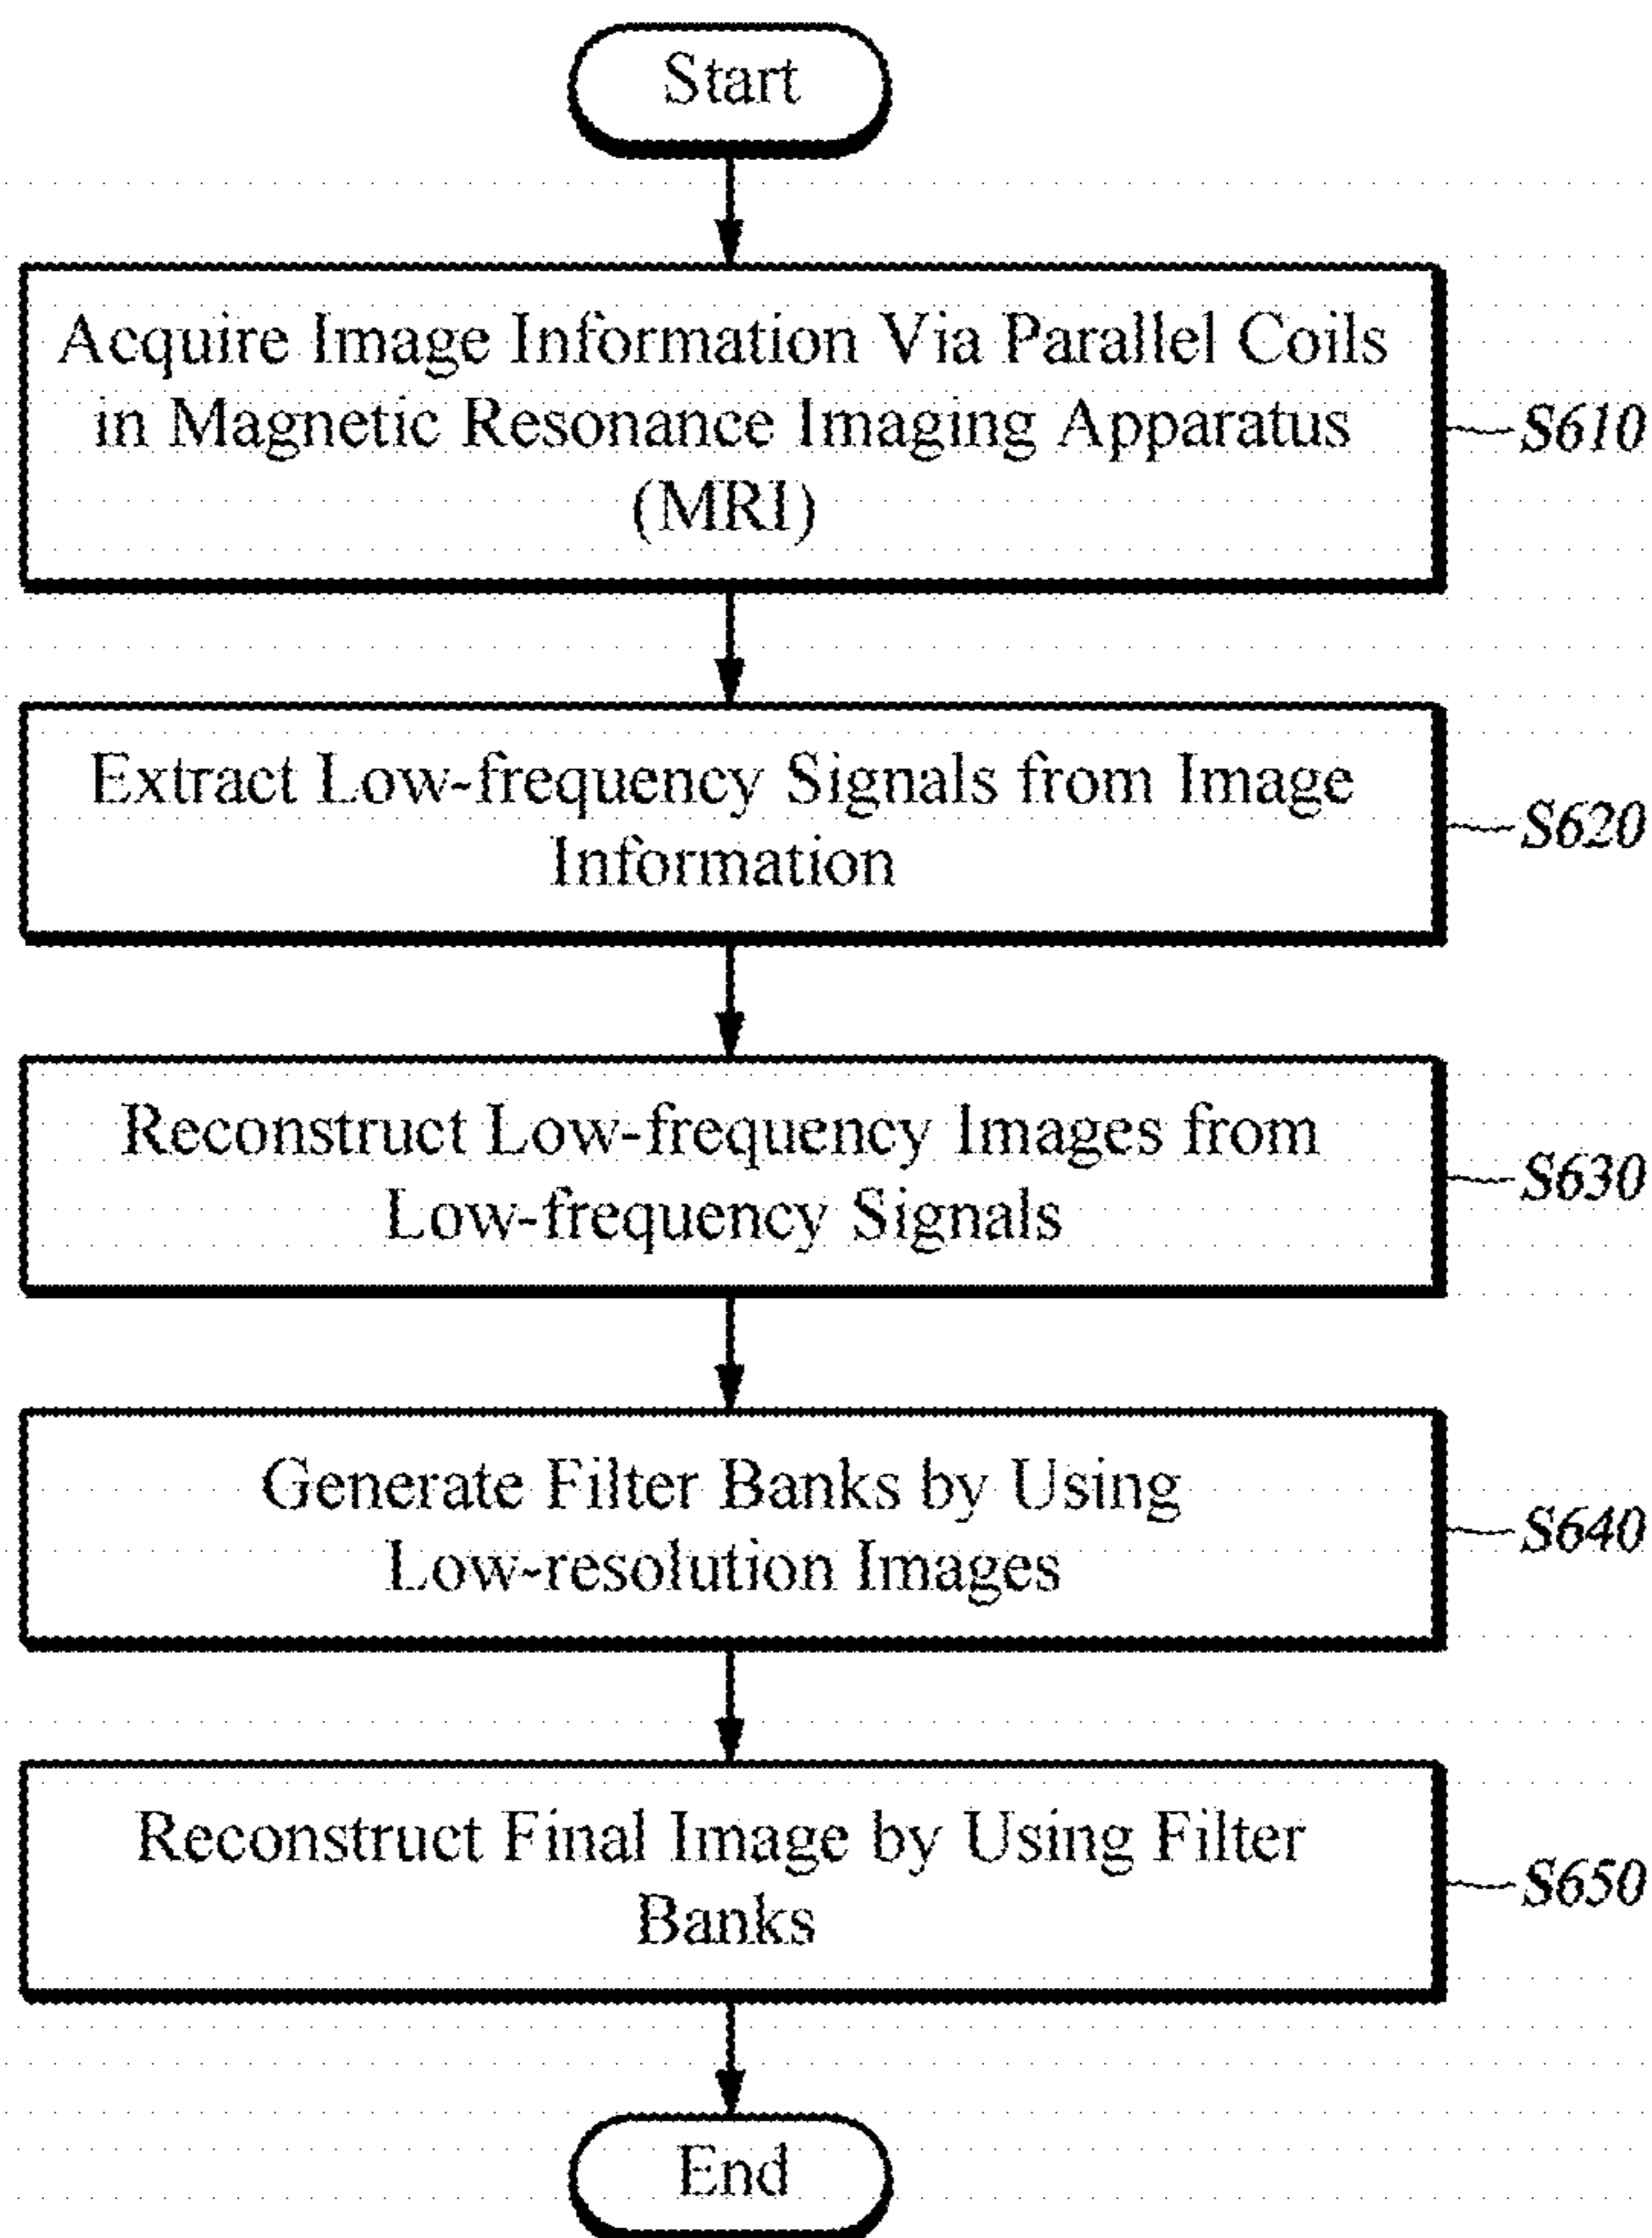 Start
Acquire Image Information Via Parallel Coils
in Magnetic Resonance Imaging Apparatus
(MRI)
S610
Extract Low-frequency Signals from Image
Information
S620
Reconstruct Low-frequency Images from
Low-frequency Signals
S630
Generate Filter Banks by Using
Low-resolution Images
S640
Reconstruct Final Image by Using Filter
Banks
S650
End